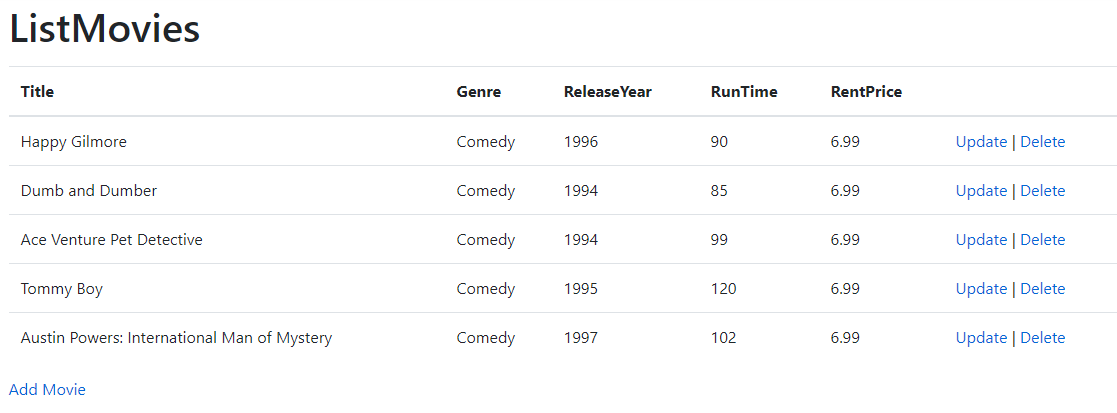 ListMovies
Title Genre ReleaseYear RunTime RentPrice
Happy Gilmore Comedy 1996 90 6.99 Update | Delete
Dumb and Dumber Comedy 1994 85 6.99 Update | Delete
Ace Venture Pet Detective Comedy 1994 99 6.99 Update | Delete
Tommy Boy Comedy 1995 120 6.99 Update | Delete
Austin Powers: International Man of Mystery Comedy 1997 102 6.99 Update | Delete
Add Movie